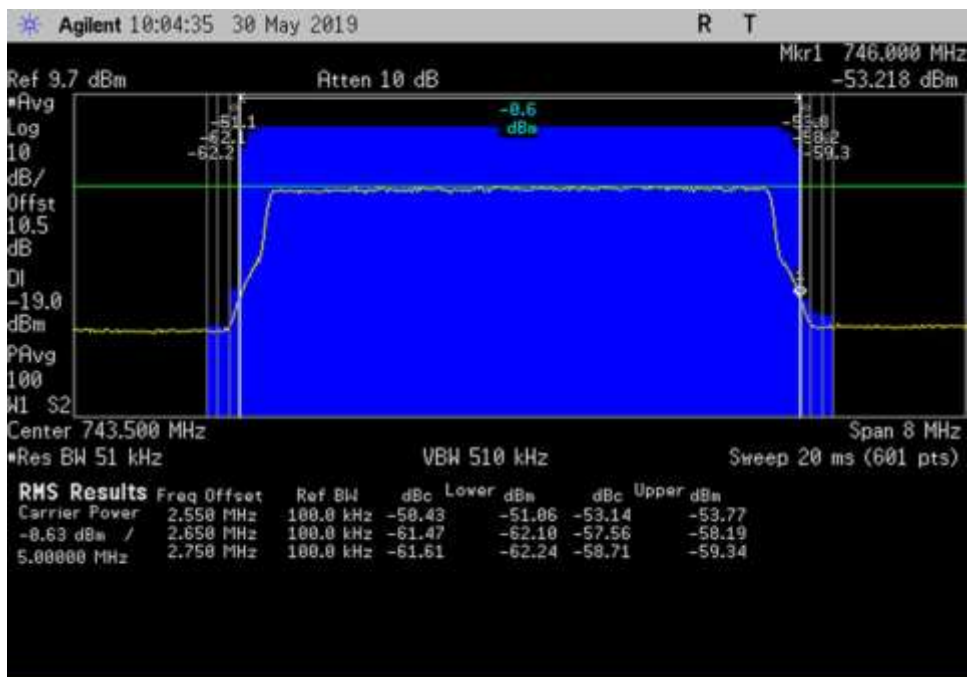 Agilent 10:04:35 30 May 2019 R T
Mkr1 746.000 MHz
Ref 9.7 dBm Atten 10 dB -53.218 dBm
*Avg
Log
10
dB/
Offst
10.5
dB
DI
-19.0
dBm
PAvg
100
W1 S2
-0.6
dBm
-51.1
-62.1
-62.2
-53.8
-58.2
-59.3
Center 743.500 MHz Span 8 MHz
*Res BW 51 kHz VBW 510 kHz Sweep 20 ms (601 pts)
RMS Results Freq Offset Ref BW dBc Lower dBm dBc Upper dBm
Carrier Power 2.550 MHz 100.0 kHz -50.43 -51.06 -53.14 -53.77
-0.63 dBm / 2.650 MHz 100.0 kHz -61.47 -62.10 -57.56 -58.19
5.00000 MHz 2.750 MHz 100.0 kHz -61.61 -62.24 -58.71 -59.34